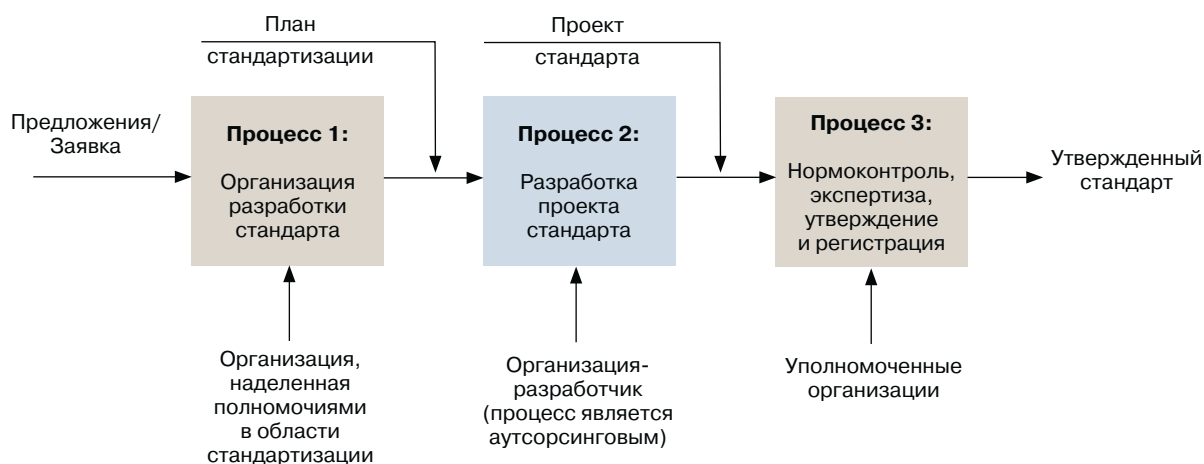 План
стандартизации
Проект
стандарта
Предложения/
Заявка
Процесс 1:
Организация
разработки
стандарта
Процесс 2:
Разработка
проекта
стандарта
Процесс 3:
Нормоконтроль,
экспертиза,
утверждение
и регистрация
Утвержденный
стандарт
Организация,
наделенная
полномочиями
в области
стандартизации
Организация-
разработчик
(процесс является
аутсорсинговым)
Уполномоченные
организации